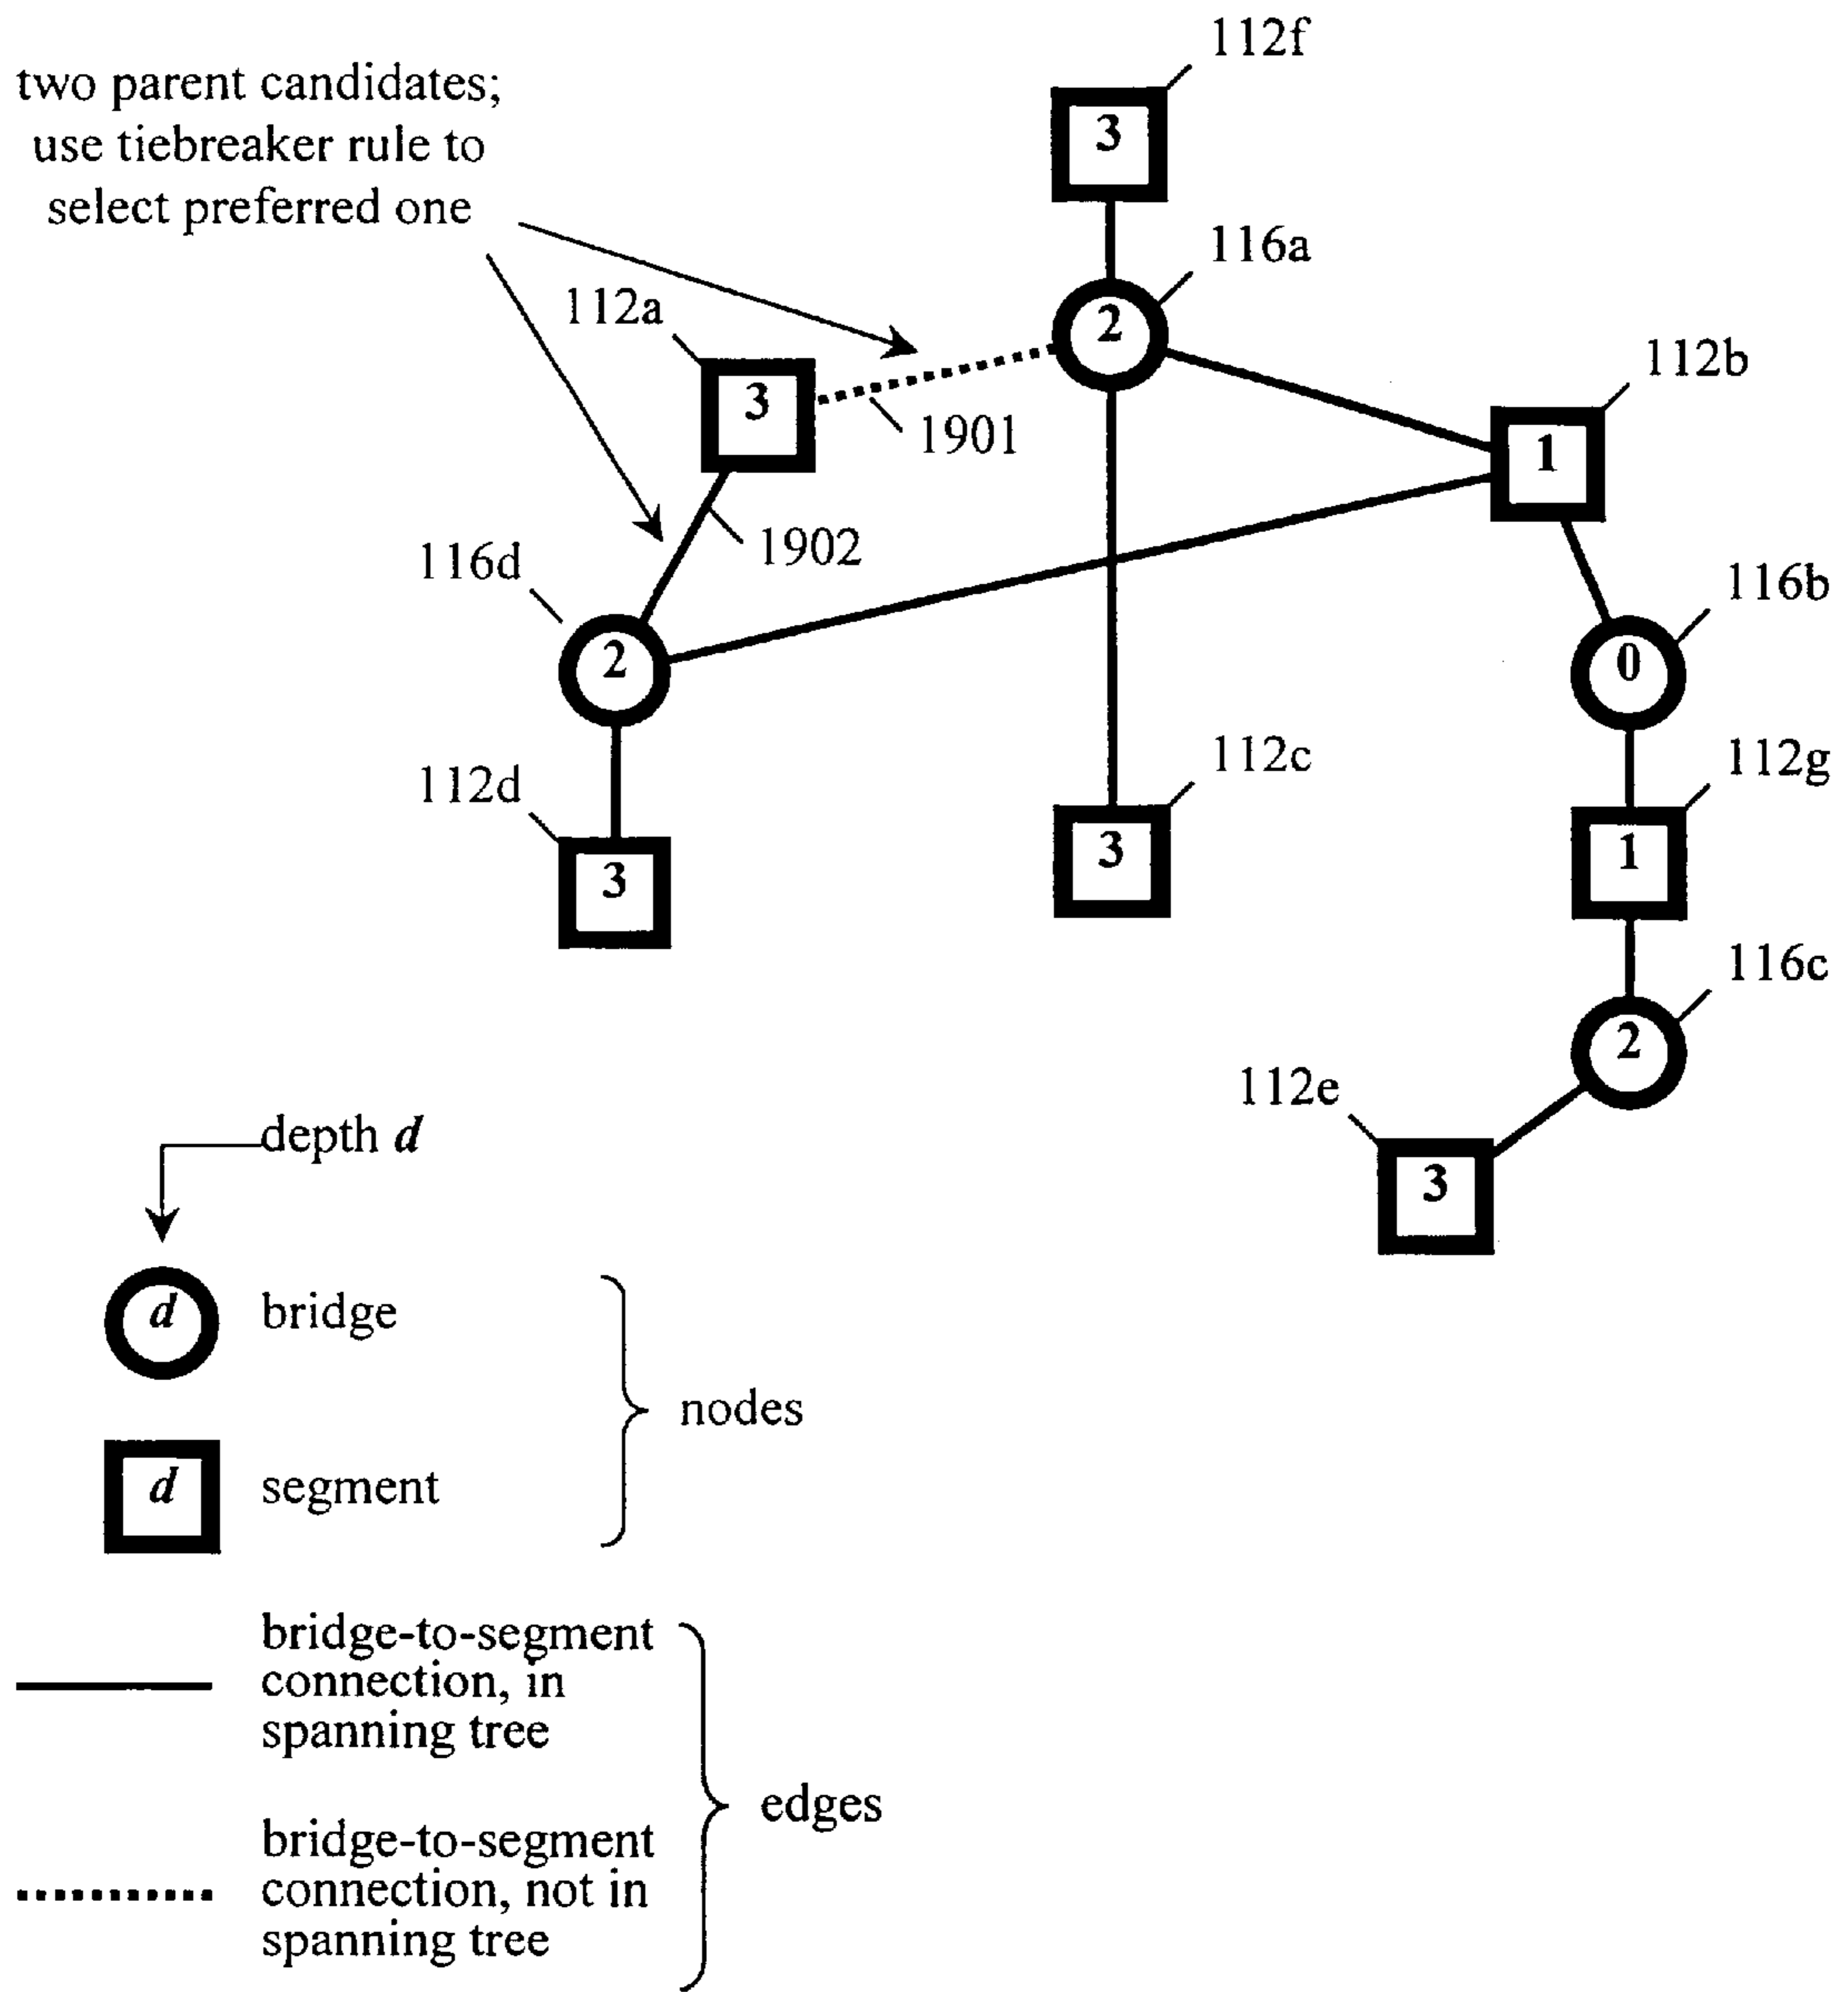 112f
two parent candidates;
use tiebreaker rule to
select preferred one
3
116a
112a
2
112b
3
1901
1
1902
116d
116b
2
0
112d
112c
112g
3
3
1
116c
2
112e
depth d
3
d bridge
nodes
d segment
bridge-to-segment
connection, in
spanning tree
edges
bridge-to-segment
connection, not in
spanning tree